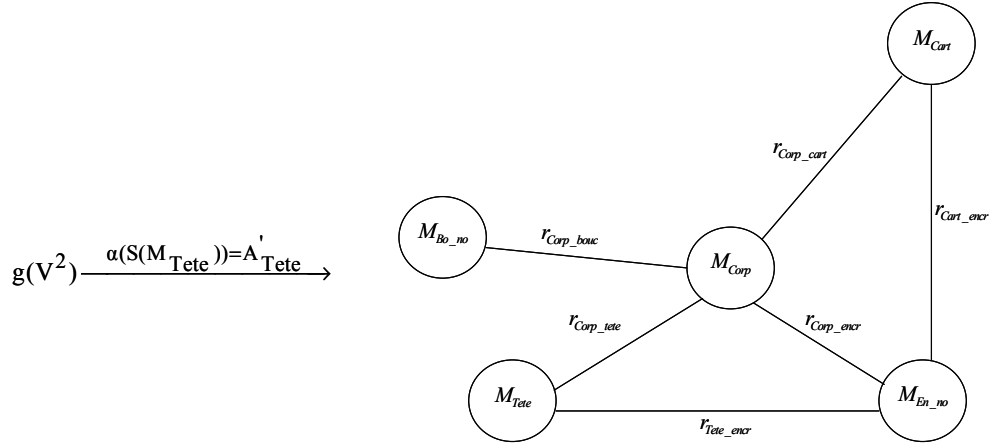 M_Cart
r_Corp_cart
r_Cart_encr
M_Bo_no
r_Corp_bouc
g(V²) α(S(M_Tete))=A'_Tete
M_Corp
r_Corp_tete
r_Corp_encr
M_Tete
M_En_no
r_Tete_encr